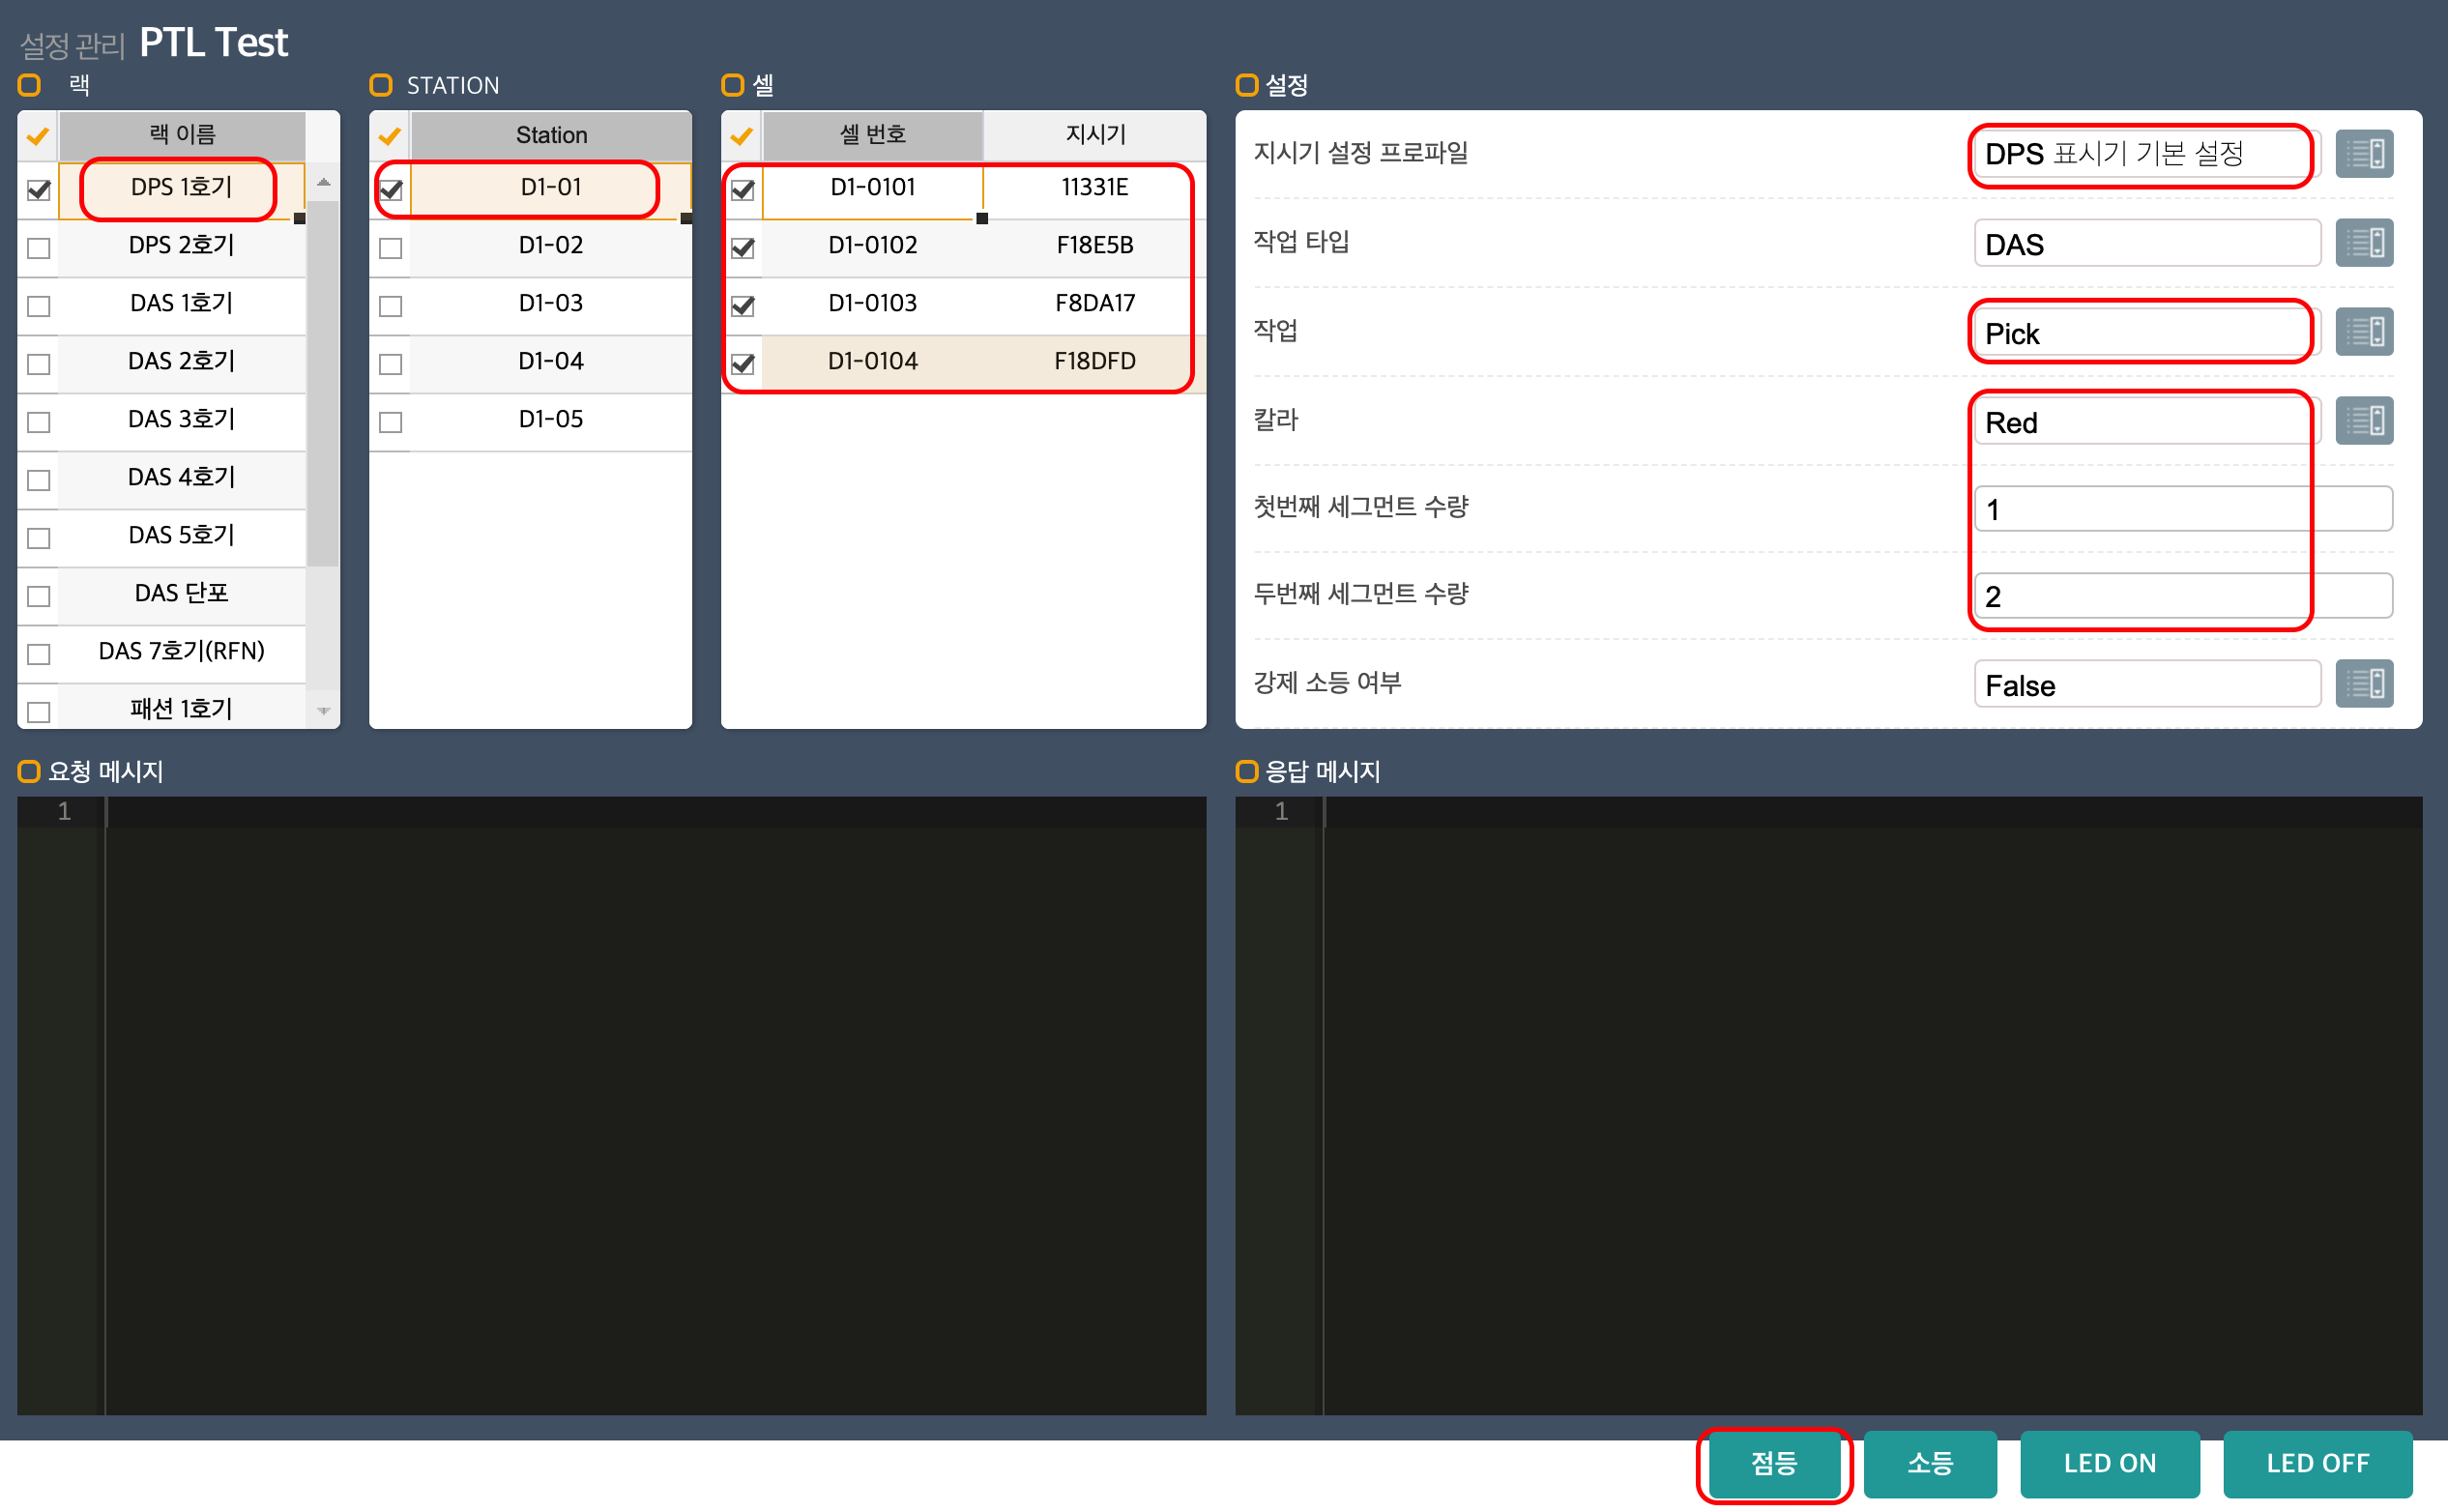 설정 관리 PTL Test
랙
랙 이름
DPS 1호기
DPS 2호기
DAS 1호기
DAS 2호기
DAS 3호기
DAS 4호기
DAS 5호기
DAS 단포
DAS 7호기(RFN)
패션 1호기
STATION
Station
D1-01
D1-02
D1-03
D1-04
D1-05
셀
셀 번호 지시기
D1-0101 11331E
D1-0102 F18E5B
D1-0103 F8DA17
D1-0104 F18DFD
설정
지시기 설정 프로파일 DPS 표시기 기본 설정
작업 타입 DAS
작업 Pick
칼라 Red
첫번째 세그먼트 수량 1
두번째 세그먼트 수량 2
강제 소등 여부 False
요청 메시지
1
응답 메시지
1
점등 소등 LED ON LED OFF